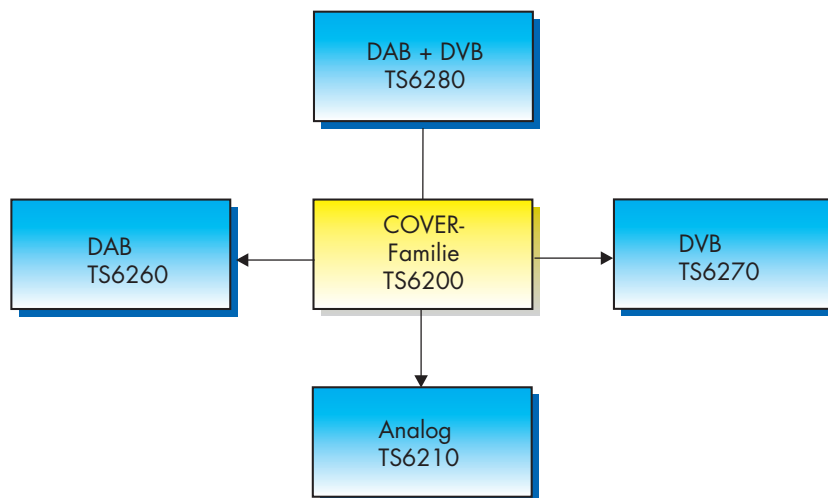 DAB + DVB
TS6280
COVER-
Familie
TS6200
DAB
TS6260
DVB
TS6270
Analog
TS6210